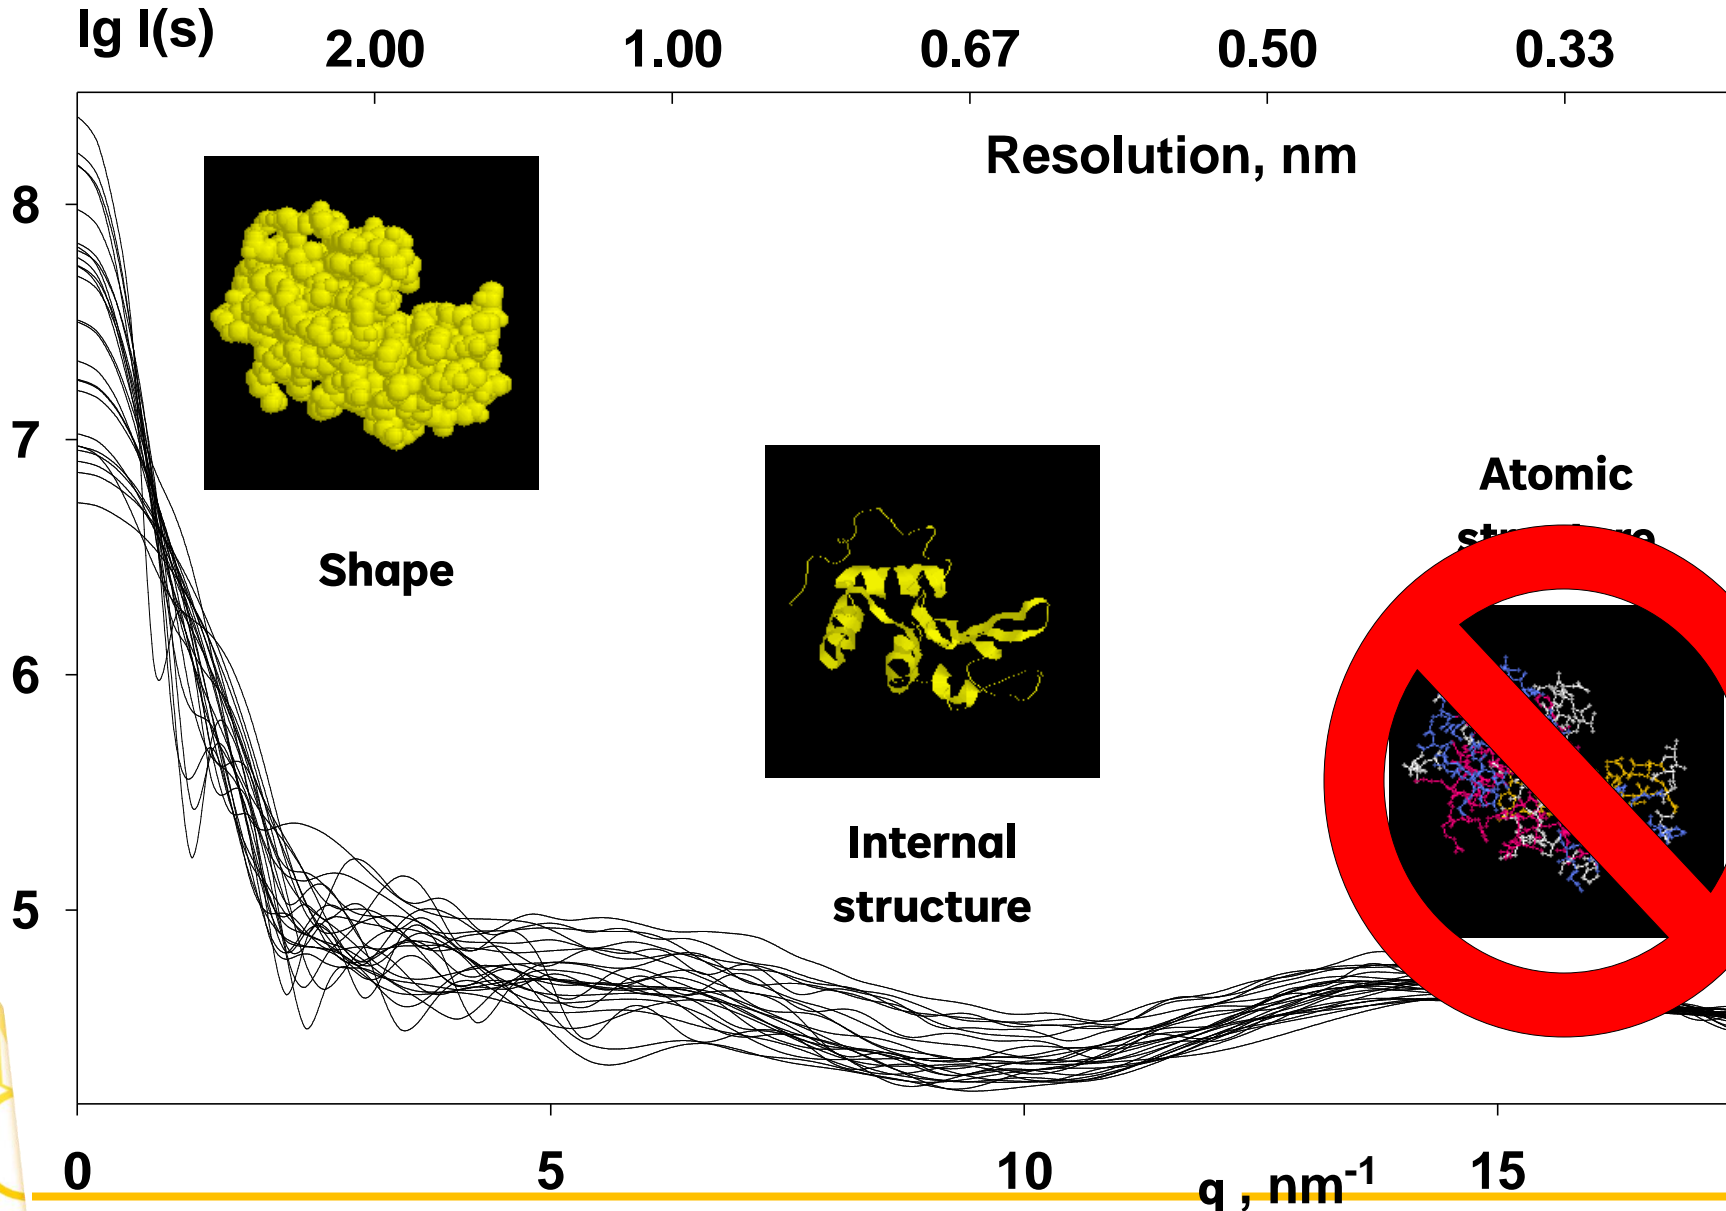 lg I(s)
2.00 1.00 0.67 0.50 0.33
Resolution, nm
8
7
6
5
Shape
Internal
structure
Atomic
structure
0 5 10 15
q , nm-1